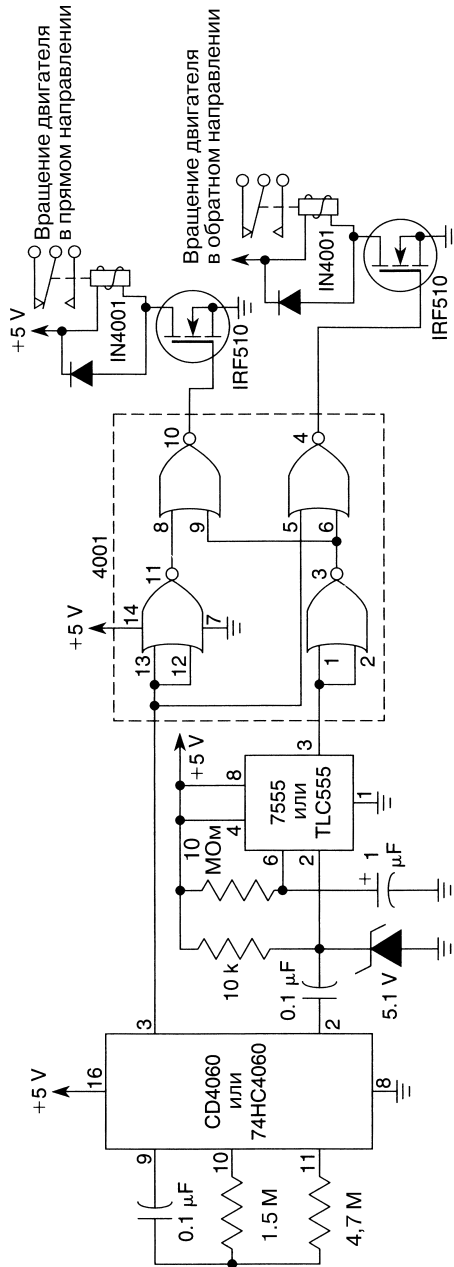 +5 V
16
CD4060
или
74HC4060
9
10
11
3
2
8
0.1 μF
1.5 M
4,7 M
0.1 μF
10 k
5.1 V
10
МОм
1
+
μF
+5 V
4
8
6
2
7555
или
TLC555
3
1
4001
+5 V
14
13
12
11
7
8
9
10
5
6
4
1
2
3
+5 V
Вращение двигателя
в прямом направлении
IN4001
IRF510
Вращение двигателя
в обратном направлении
IN4001
IRF510